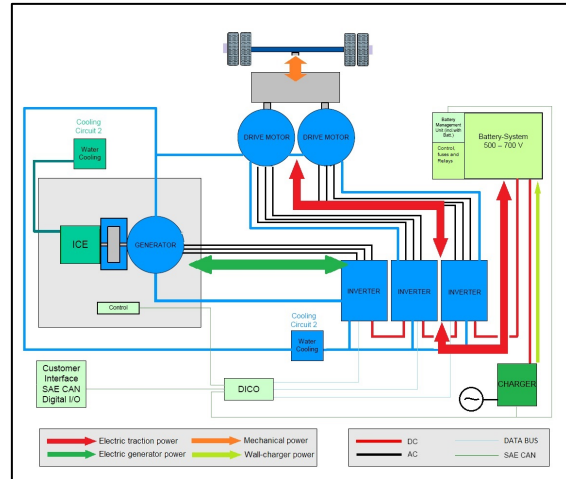 Cooling
Circuit 2
Water
Cooling
DRIVE MOTOR
DRIVE MOTOR
Battery
Management
Unit (incl.with
Batt.)
Control,
fuses and
Relays
Battery-System
500 – 700 V
ICE
GENERATOR
Control
INVERTER
INVERTER
INVERTER
Cooling
Circuit 2
Water
Cooling
Customer
Interface
SAE CAN
Digital I/O
DICO
CHARGER
Electric traction power
Mechanical power
Electric generator power
Wall-charger power
DC
DATA BUS
AC
SAE CAN